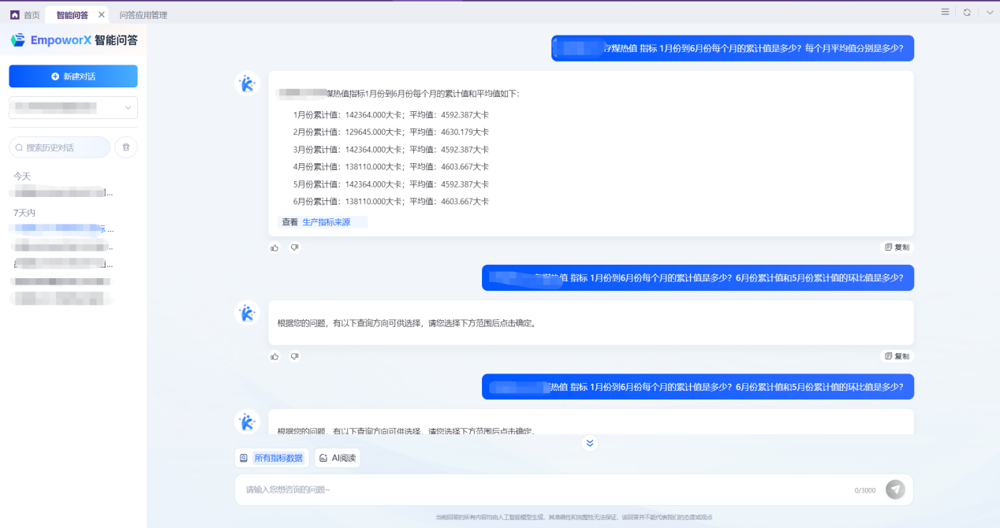 首页 智能问答 问答应用管理
EmpoworX 智能问答
新建对话
搜索历史对话
今天
...
7天内
标 ...
...
...
煤热值 指标 1月份到6月份每个月的累计值是多少？每个月平均值分别是多少？
煤热值指标1月份到6月份每个月的累计值和平均值如下：
1月份累计值：142364.000大卡；平均值：4592.387大卡
2月份累计值：129645.000大卡；平均值：4630.179大卡
3月份累计值：142364.000大卡；平均值：4592.387大卡
4月份累计值：138110.000大卡；平均值：4603.667大卡
5月份累计值：142364.000大卡；平均值：4592.387大卡
6月份累计值：138110.000大卡；平均值：4603.667大卡
查看 生产指标来源
复制
煤热值 指标 1月份到6月份每个月的累计值是多少？6月份累计值和5月份累计值的环比值是多少？
根据您的问题，有以下查询方向可供选择，请您选择下方范围后点击确定。
复制
热值 指标 1月份到6月份每个月的累计值是多少？6月份累计值和5月份累计值的环比值是多少？
根据您的问题，有以下查询方向可供选择，请您选择下方范围后点击确定。
所有指标数据 AI阅读
请输入您想咨询的问题~
0/3000
当前回答的所有内容均由人工智能模型生成，其准确性和完整性无法保证，该回答并不能代表我们的态度或观点